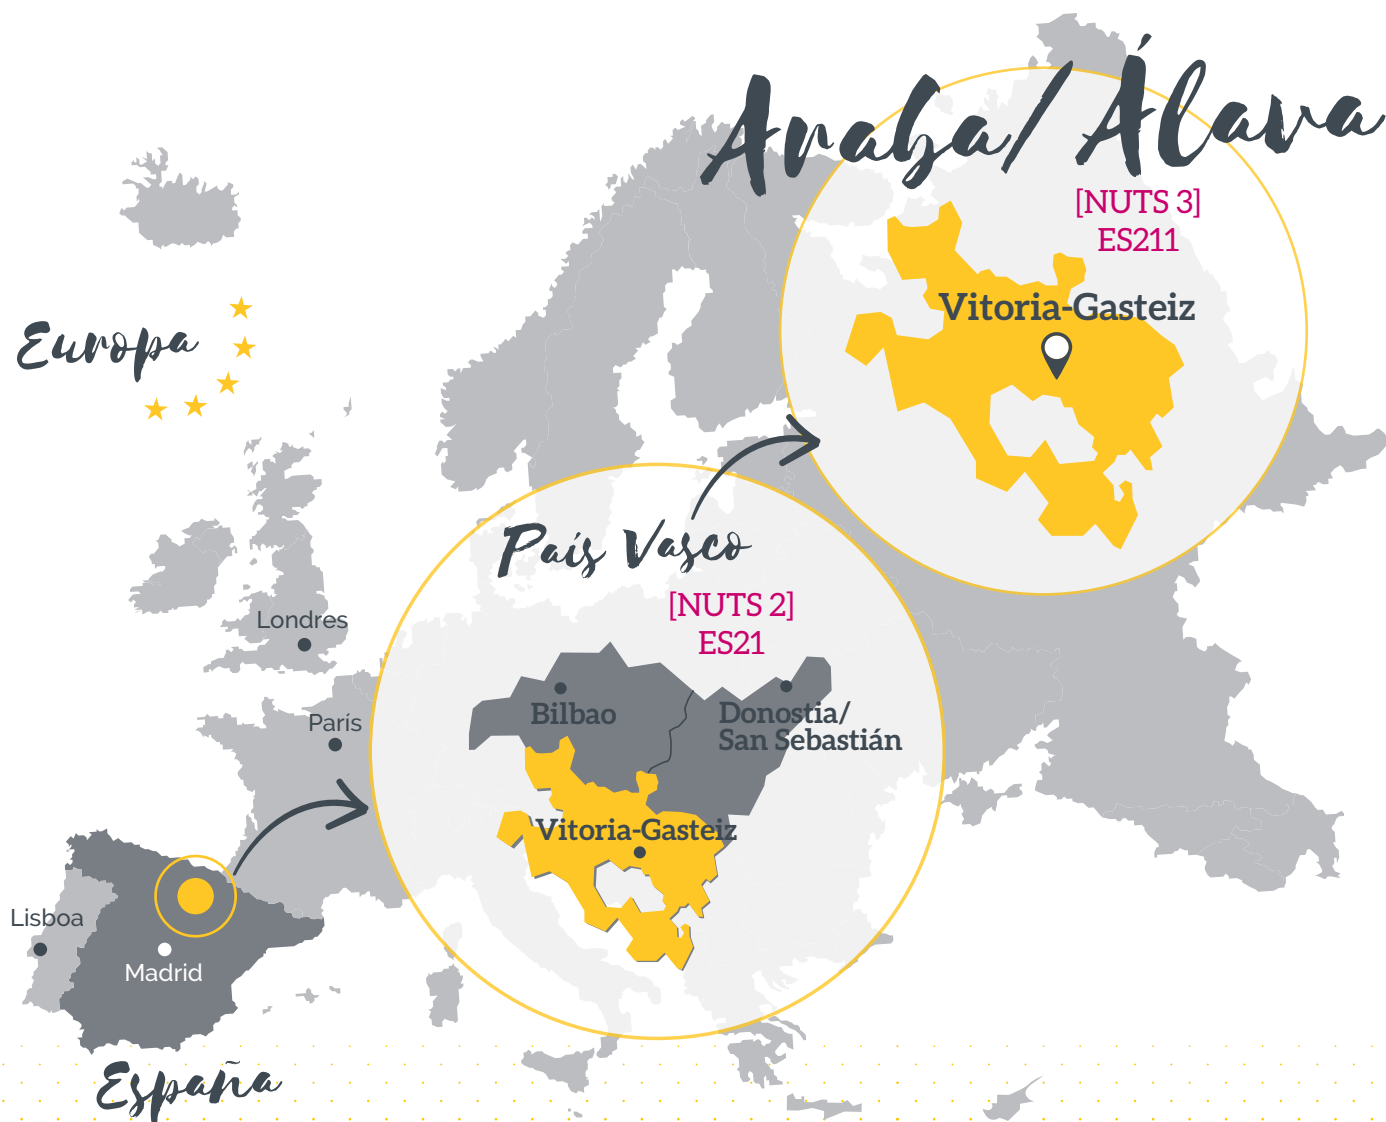 Araba/Álava
[NUTS 3]
ES211
Vitoria-Gasteiz
Europa
País Vasco
[NUTS 2]
ES21
Londres
Bilbao
Donostia/
San Sebastián
París
Vitoria-Gasteiz
Lisboa
Madrid
España